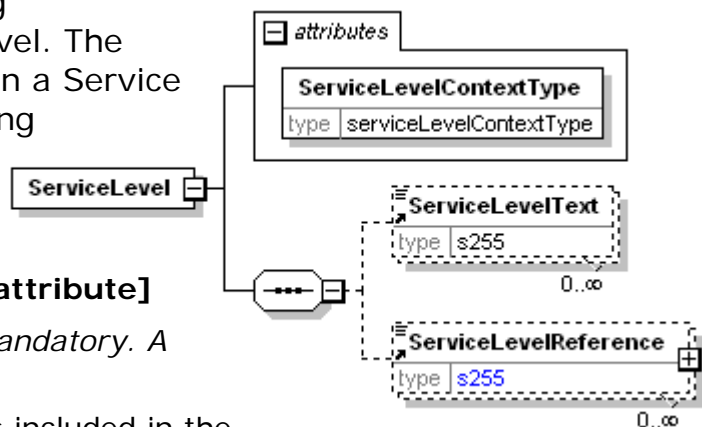 vel. The
n a Service
ng
attribute]
andatory. A
included in the
attributes
ServiceLevelContextType
type serviceLevelContextType
ServiceLevel
ServiceLevelText
type s255
0..∞
ServiceLevelReference
type s255
0..∞